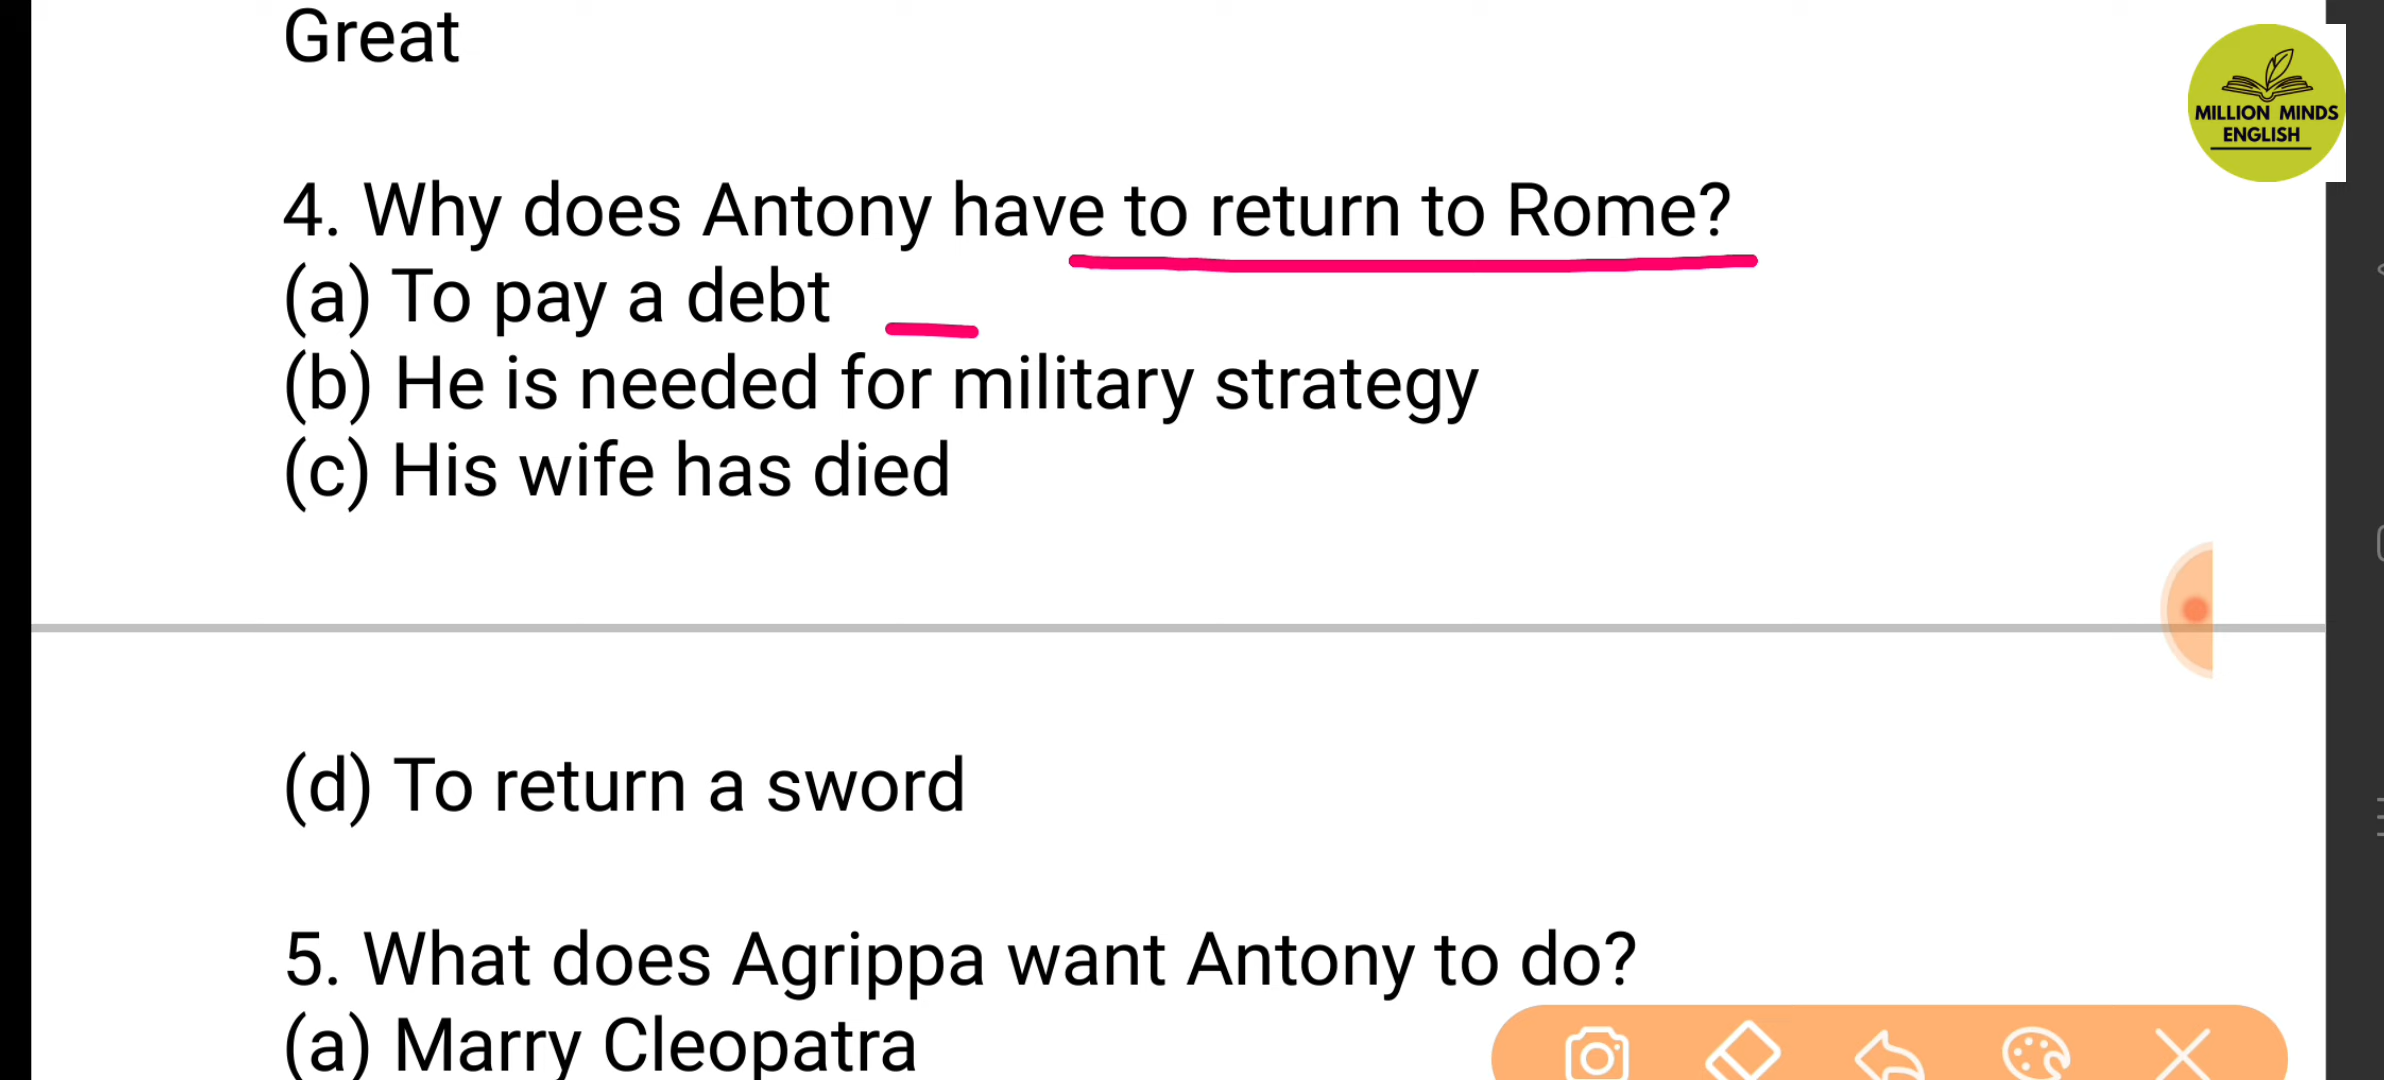 Great
MILLION MINDS
ENGLISH
4. Why does Antony have to return to Rome?
(a) To pay a debt
(b) He is needed for military strategy
(c) His wife has died
(d) To return a sword
5. What does Agrippa want Antony to do?
(a) Marry Cleopatra